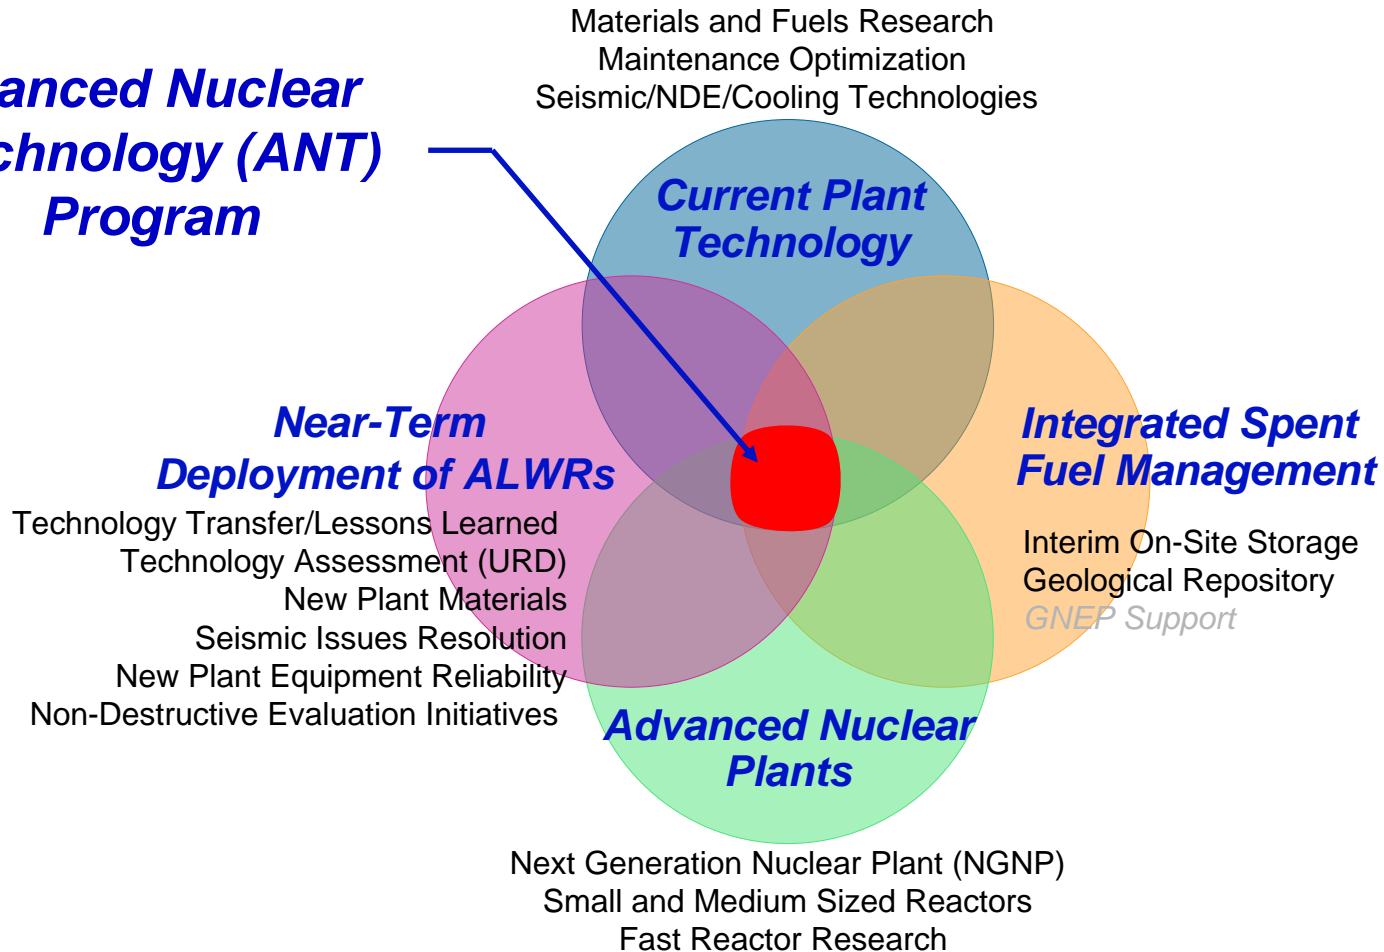 Materials and Fuels Research
Maintenance Optimization
Seismic/NDE/Cooling Technologies
anced Nuclear
chnology (ANT)
Program
Current Plant
Technology
Near-Term
Deployment of ALWRs
Technology Transfer/Lessons Learned
Technology Assessment (URD)
New Plant Materials
Seismic Issues Resolution
New Plant Equipment Reliability
Non-Destructive Evaluation Initiatives
Integrated Spent
Fuel Management
Interim On-Site Storage
Geological Repository
GNEP Support
Advanced Nuclear
Plants
Next Generation Nuclear Plant (NGNP)
Small and Medium Sized Reactors
Fast Reactor Research